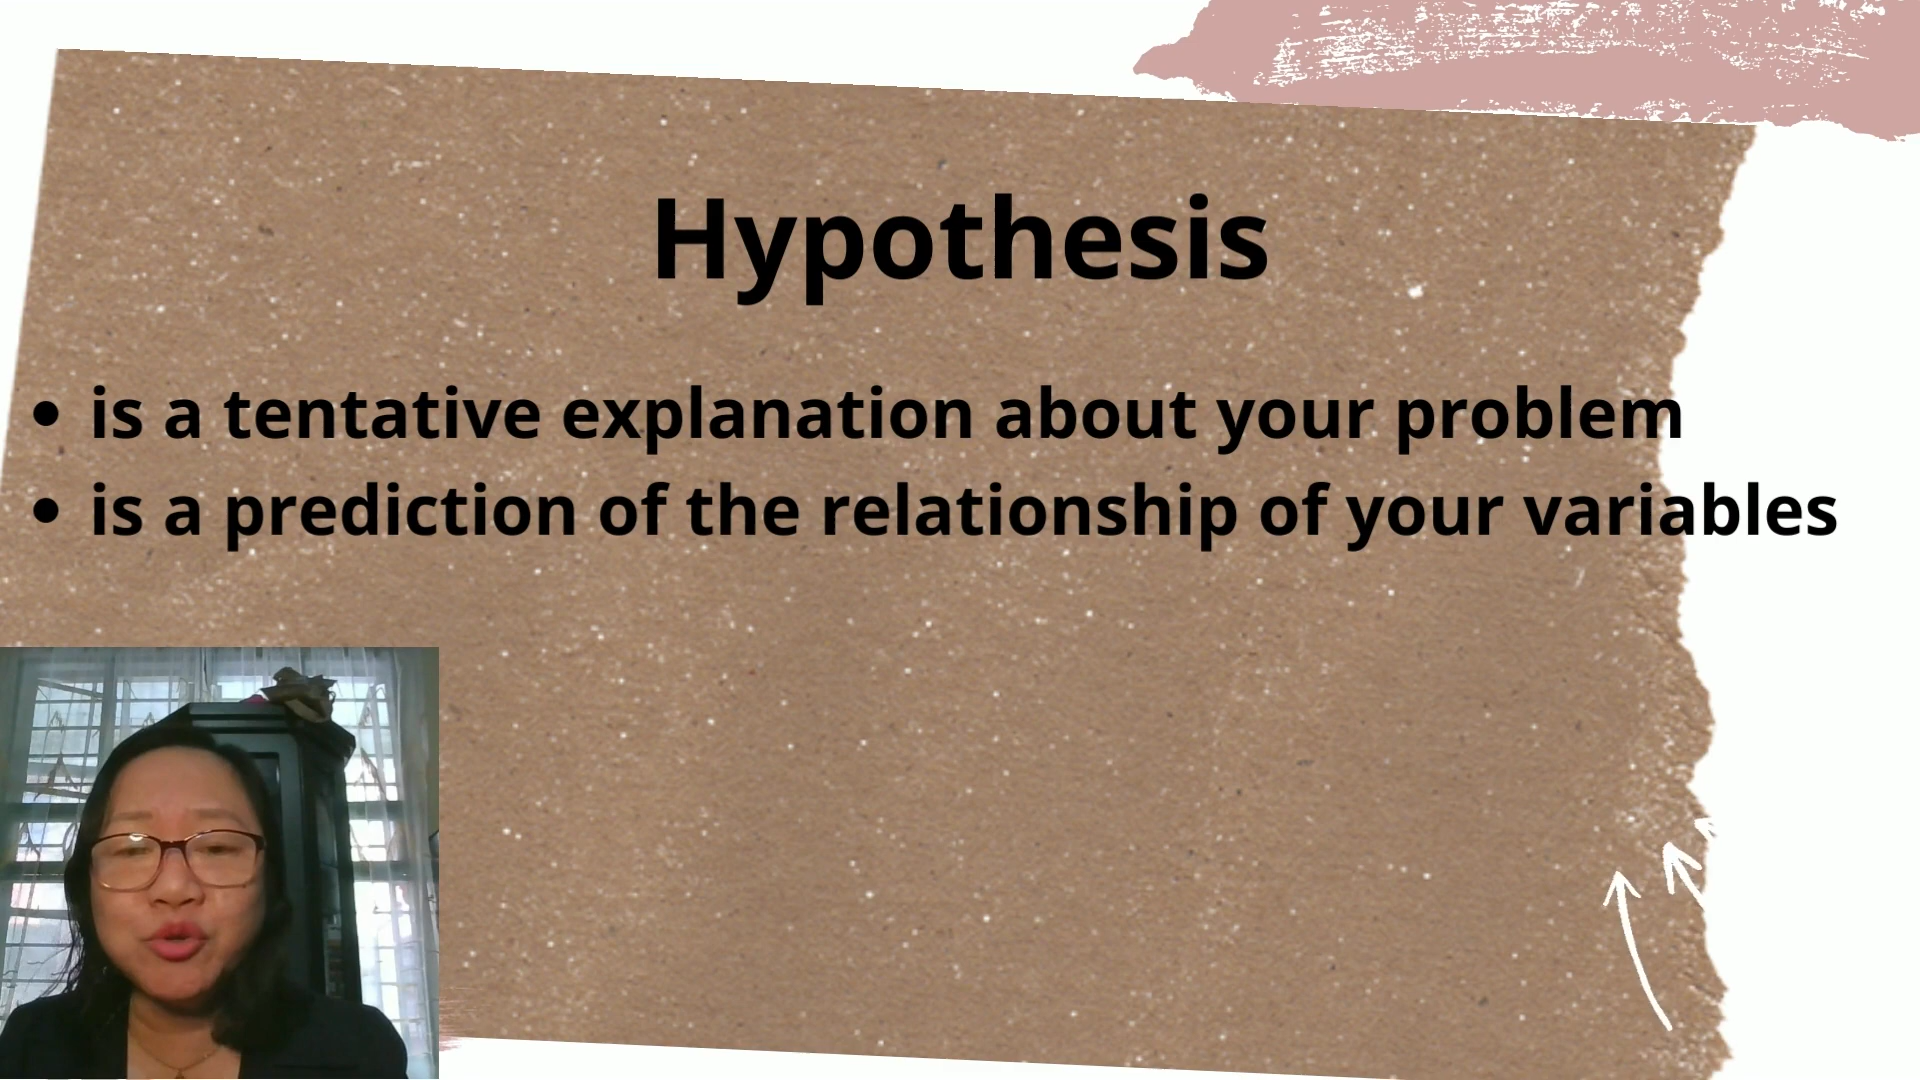 Hypothesis
• is a tentative explanation about your problem
• is a prediction of the relationship of your variables